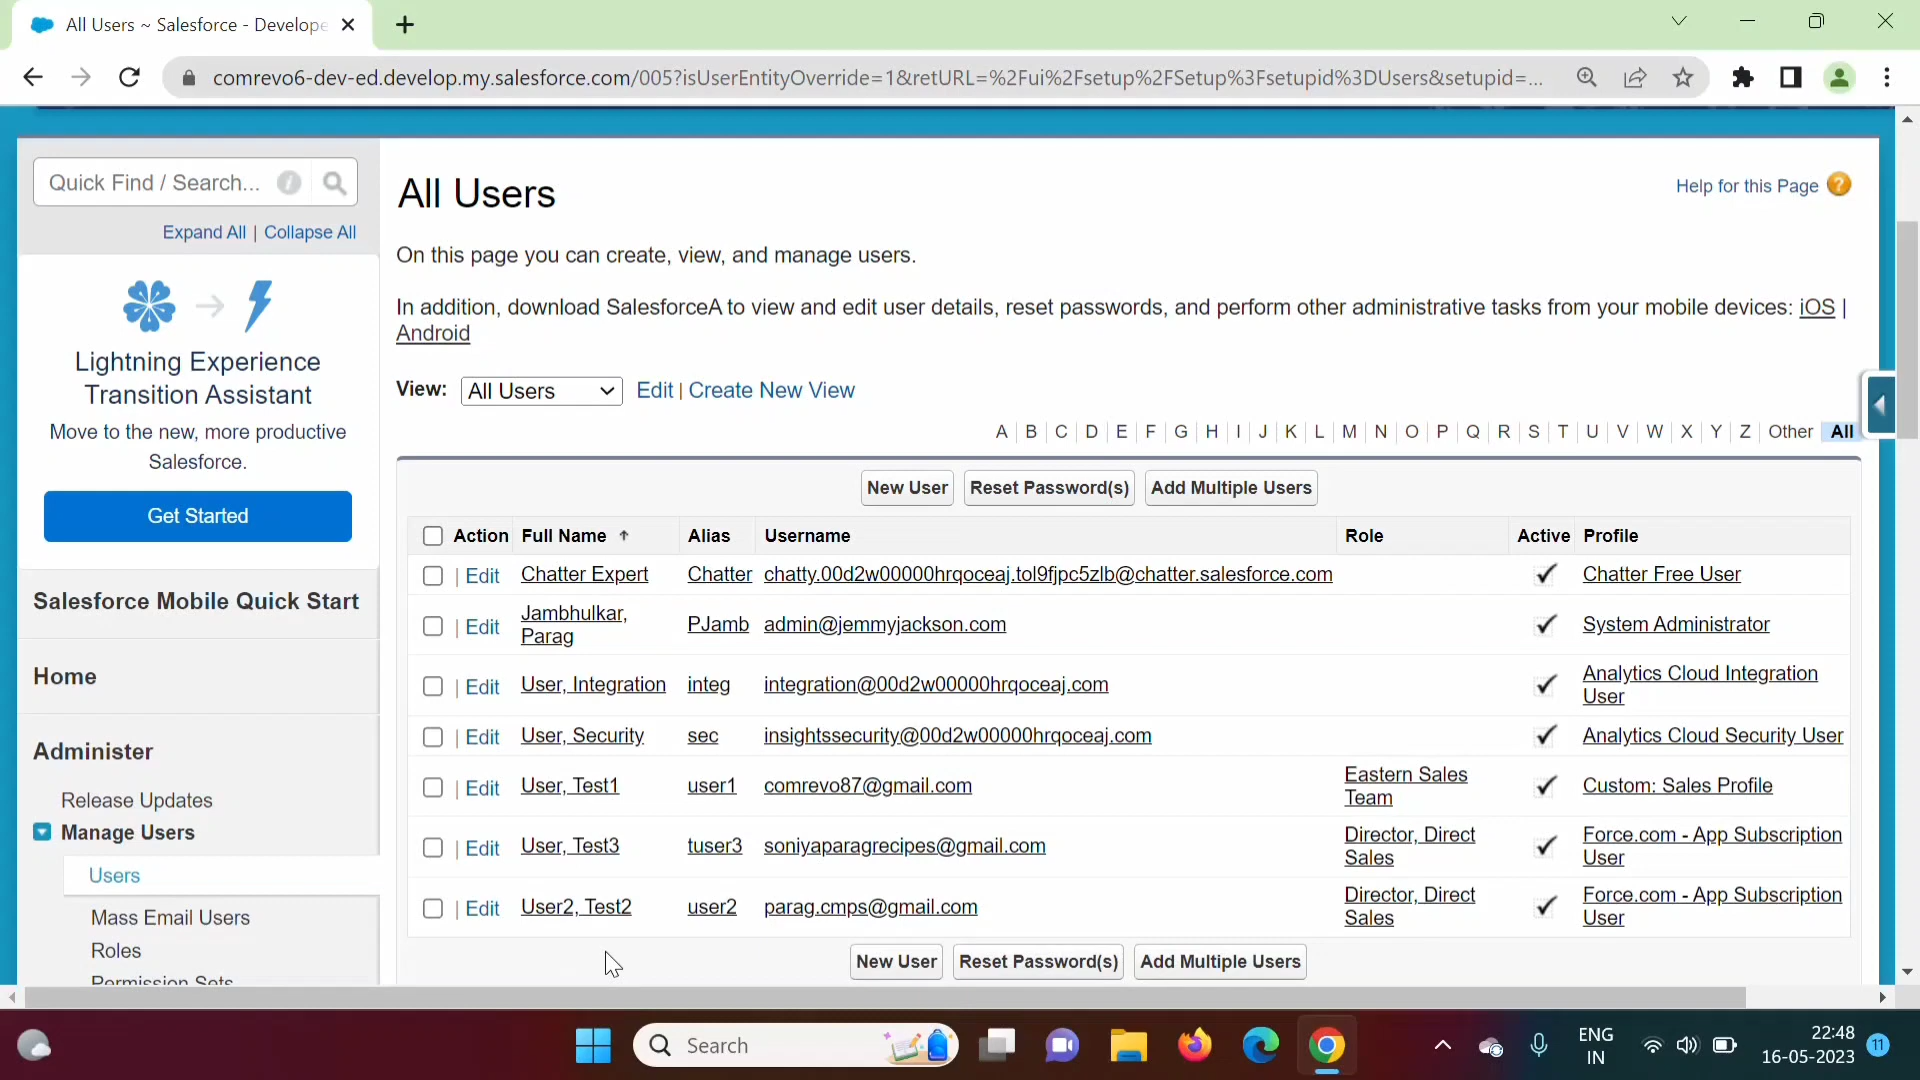 All Users ~ Salesforce - Develope
comrevo6-dev-ed.develop.my.salesforce.com/005?isUserEntityOverride=1&retURL=%2Fui%2Fsetup%2FSetup%3Fsetupid%3DUsers&setupid=...
Quick Find / Search...
Expand All | Collapse All
Lightning Experience
Transition Assistant
Move to the new, more productive
Salesforce.
Get Started
Salesforce Mobile Quick Start
Home
Administer
Release Updates
Manage Users
Users
Mass Email Users
Roles
Permission Sets
All Users
Help for this Page ?
On this page you can create, view, and manage users.
In addition, download SalesforceA to view and edit user details, reset passwords, and perform other administrative tasks from your mobile devices: iOS |
Android
View: All Users Edit | Create New View
A | B | C | D | E | F | G | H | I | J | K | L | M | N | O | P | Q | R | S | T | U | V | W | X | Y | Z | Other All
New User Reset Password(s) Add Multiple Users
Action Full Name Alias Username Role Active Profile
| Edit Chatter Expert Chatter chatty.00d2w00000hrqoceaj.tol9fjpc5zlb@chatter.salesforce.com Chatter Free User
| Edit Jambhulkar, Parag PJamb admin@jemmyjackson.com System Administrator
| Edit User, Integration integ integration@00d2w00000hrqoceaj.com Analytics Cloud Integration User
| Edit User, Security sec insightssecurity@00d2w00000hrqoceaj.com Analytics Cloud Security User
| Edit User, Test1 user1 comrevo87@gmail.com Eastern Sales Team Custom: Sales Profile
| Edit User, Test3 tuser3 soniyaparagrecipes@gmail.com Director, Direct Sales Force.com - App Subscription User
| Edit User2, Test2 user2 parag.cmps@gmail.com Director, Direct Sales Force.com - App Subscription User
New User Reset Password(s) Add Multiple Users
Search
ENG
IN
22:48
16-05-2023
11